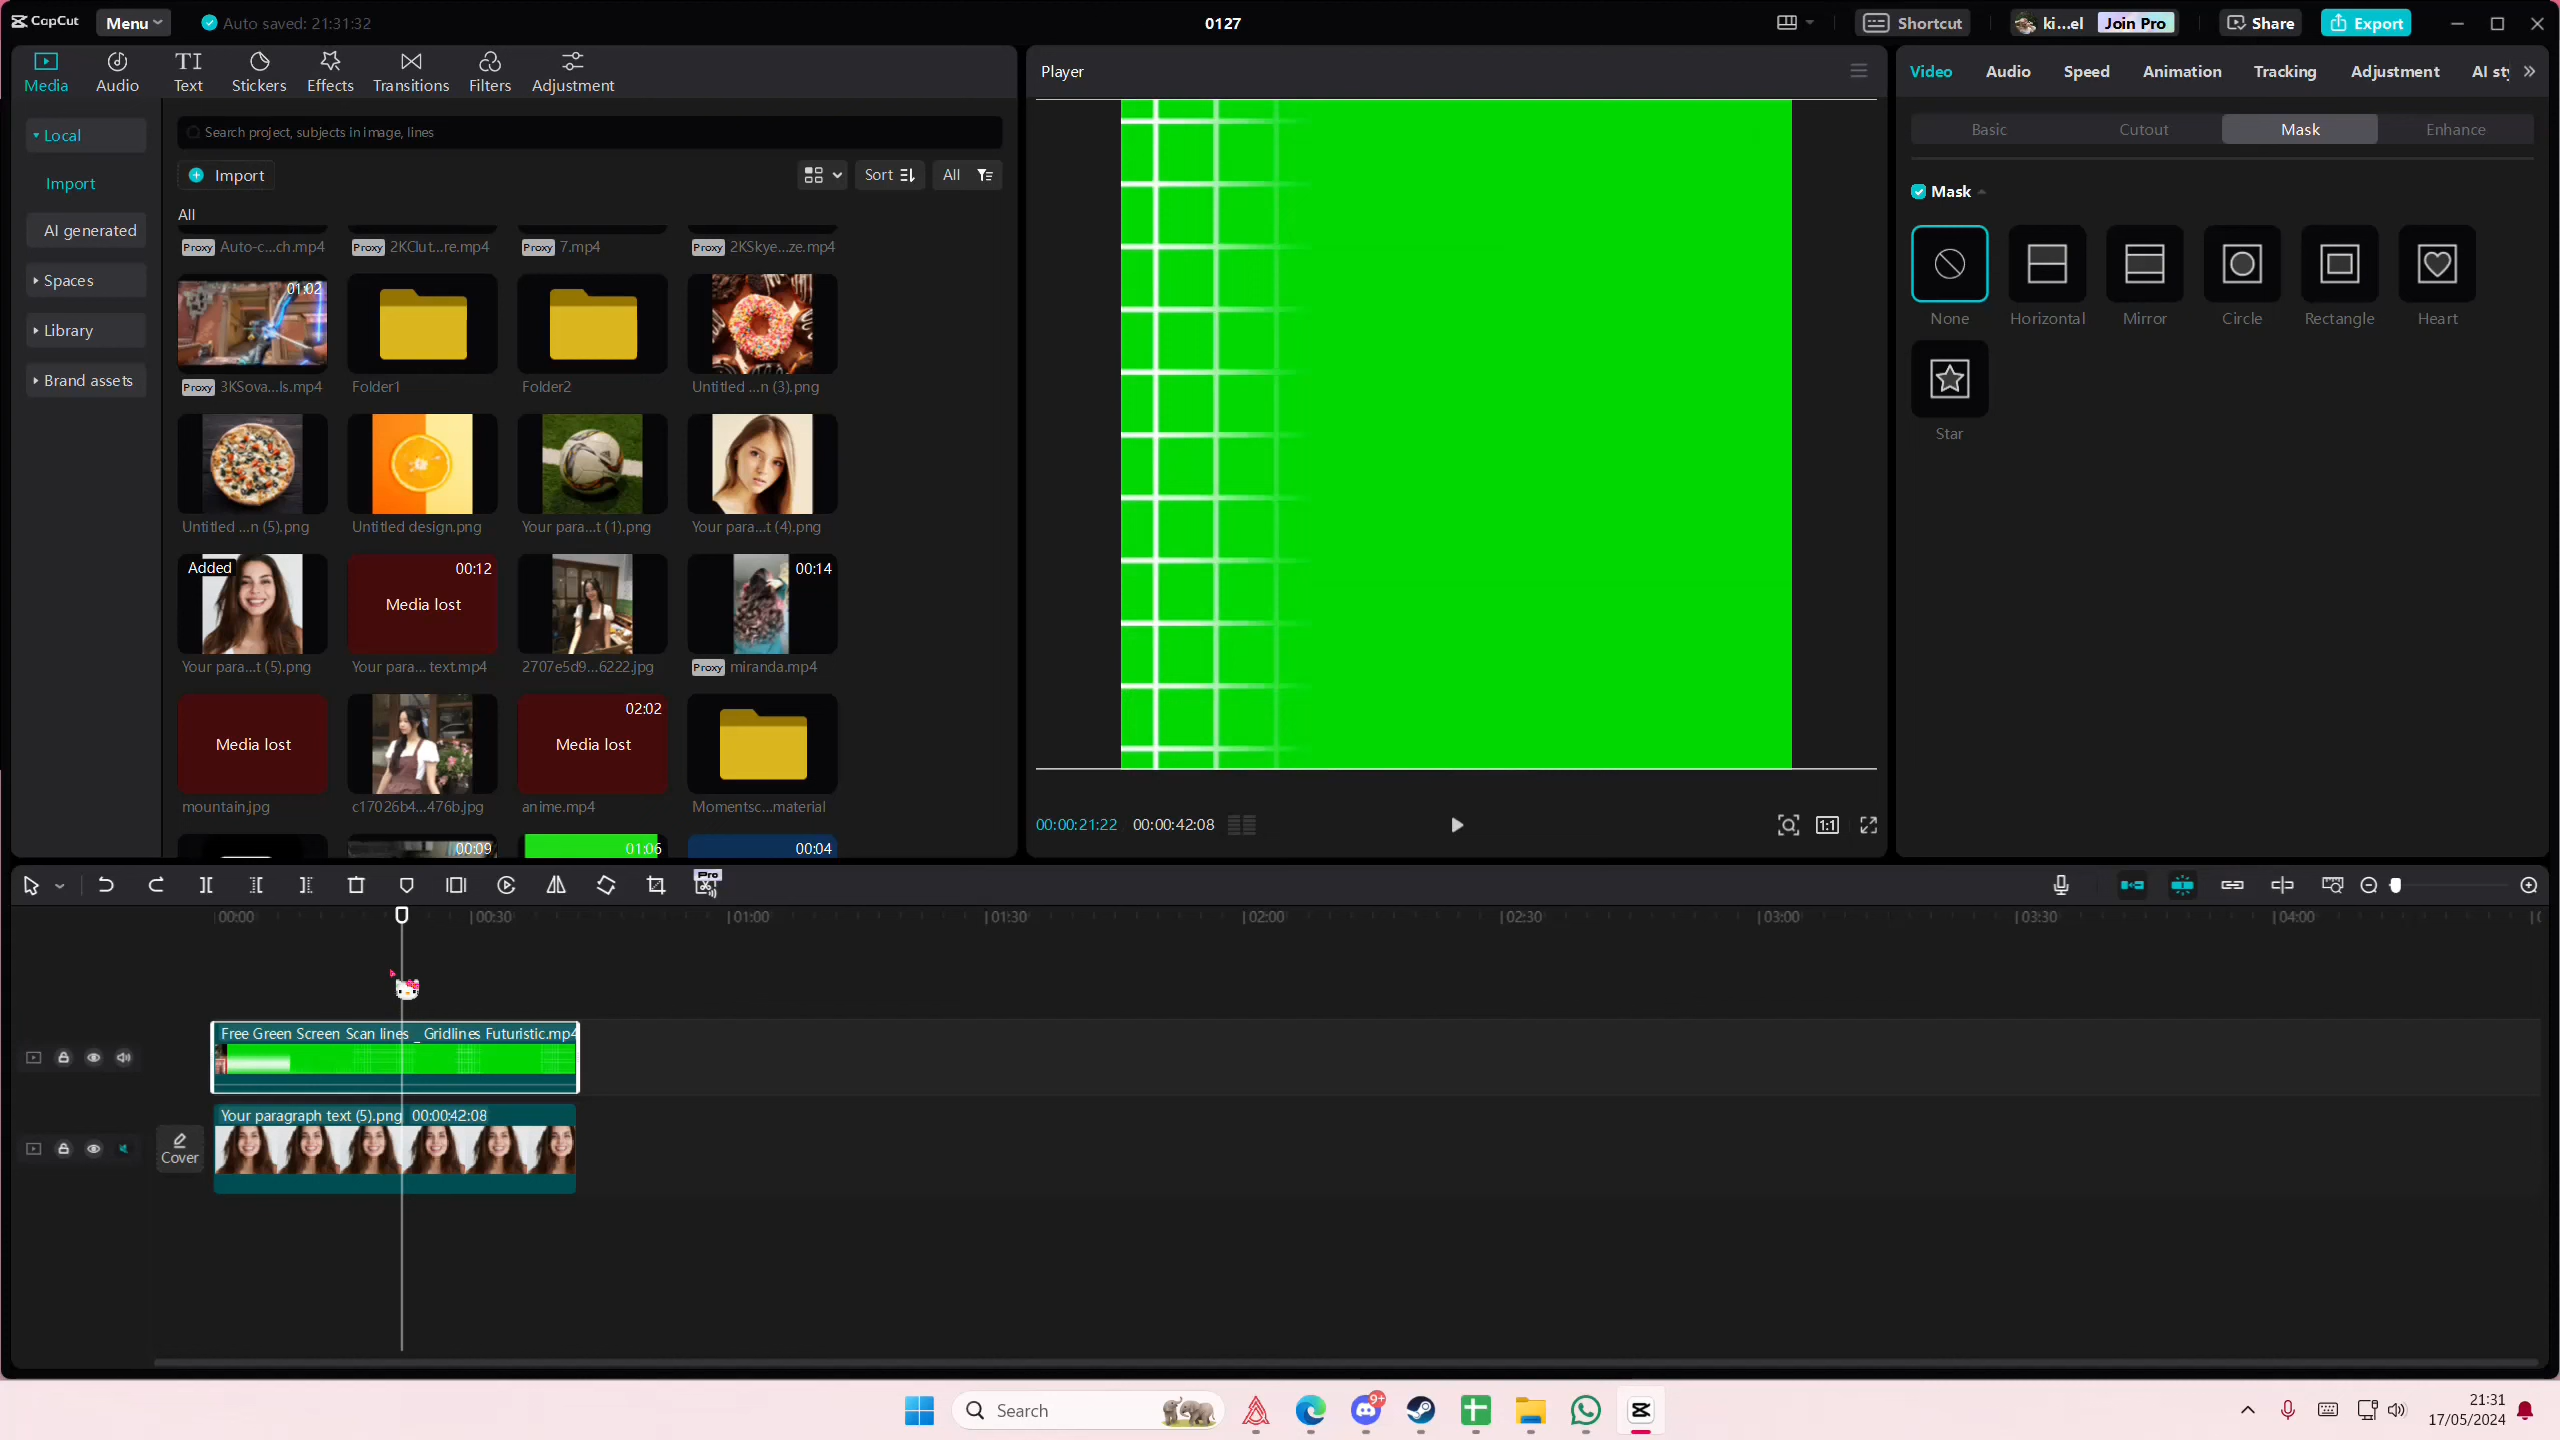 CapCut
Menu
Auto saved: 21:31:32
0127
Shortcut
ki...el
Join Pro
Share
Export
Media
Audio
Text
Stickers
Effects
Transitions
Filters
Adjustment
Local
Import
AI generated
Spaces
Library
Brand assets
Search project, subjects in image, lines
Import
Sort
All
All
Proxy Auto-c...ch.mp4
Proxy 2KClut...re.mp4
Proxy 7.mp4
Proxy 2KSkye...ze.mp4
01:02
Proxy 3KSova...ls.mp4
Folder1
Folder2
Untitled ...n (3).png
Untitled ...n (5).png
Untitled design.png
Your para...t (1).png
Your para...t (4).png
Added
00:12
Media lost
00:14
Your para...t (5).png
Your para... text.mp4
2707e5d9...6222.jpg
Proxy miranda.mp4
Media lost
02:02
Media lost
mountain.jpg
c17026b4...476b.jpg
anime.mp4
Momentsc...material
00:09
01:06
00:04
Player
00:00:21:22
00:00:42:08
1:1
Video
Audio
Speed
Animation
Tracking
Adjustment
AI sty
Basic
Cutout
Mask
Enhance
Mask
None
Horizontal
Mirror
Circle
Rectangle
Heart
Star
Pro
00:00
00:30
01:00
01:30
02:00
02:30
03:00
03:30
04:00
Free Green Screen Scan lines _ Gridlines Futuristic.mp4
Cover
Your paragraph text (5).png 00:00:42:08
Search
9+
21:31
17/05/2024